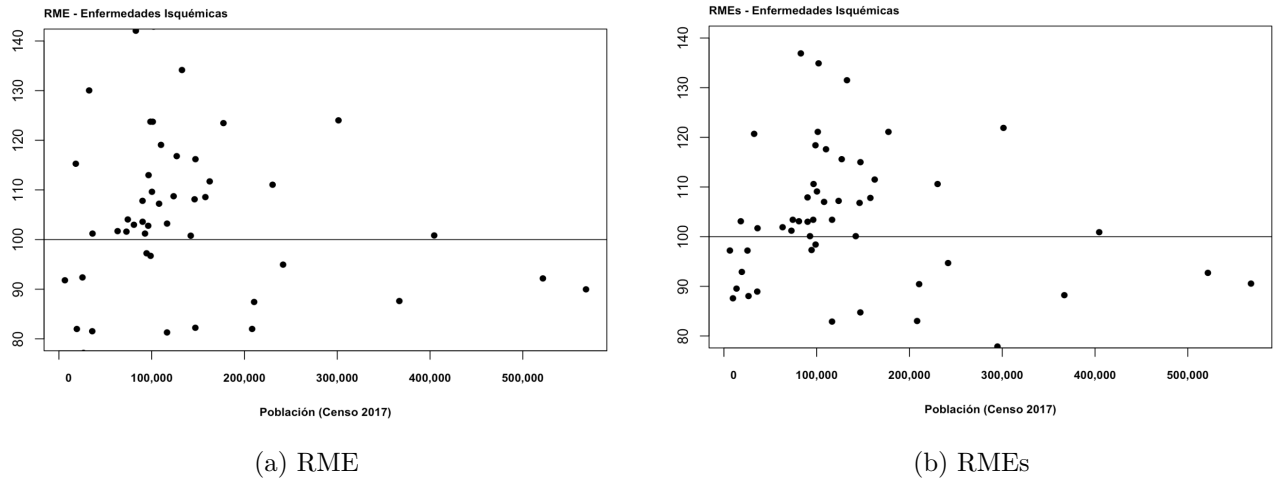 RME - Enfermedades Isquémicas
140
130
120
110
100
90
80
0 100,000 200,000 300,000 400,000 500,000
Población (Censo 2017)
(a) RME
RMEs - Enfermedades Isquémicas
140
130
120
110
100
90
80
0 100,000 200,000 300,000 400,000 500,000
Población (Censo 2017)
(b) RMEs